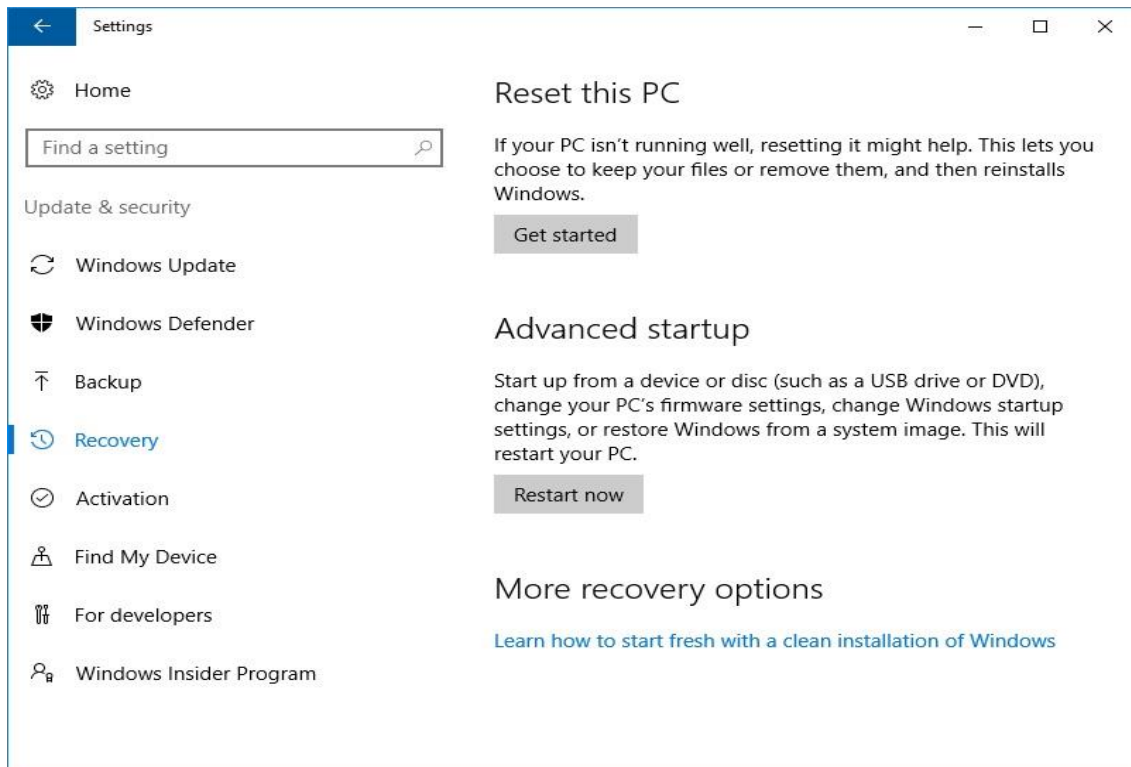 Settings
Home
Find a setting
Update & security
Windows Update
Windows Defender
Backup
Recovery
Activation
Find My Device
For developers
Windows Insider Program
Reset this PC
If your PC isn’t running well, resetting it might help. This lets you
choose to keep your files or remove them, and then reinstalls
Windows.
Get started
Advanced startup
Start up from a device or disc (such as a USB drive or DVD),
change your PC’s firmware settings, change Windows startup
settings, or restore Windows from a system image. This will
restart your PC.
Restart now
More recovery options
Learn how to start fresh with a clean installation of Windows